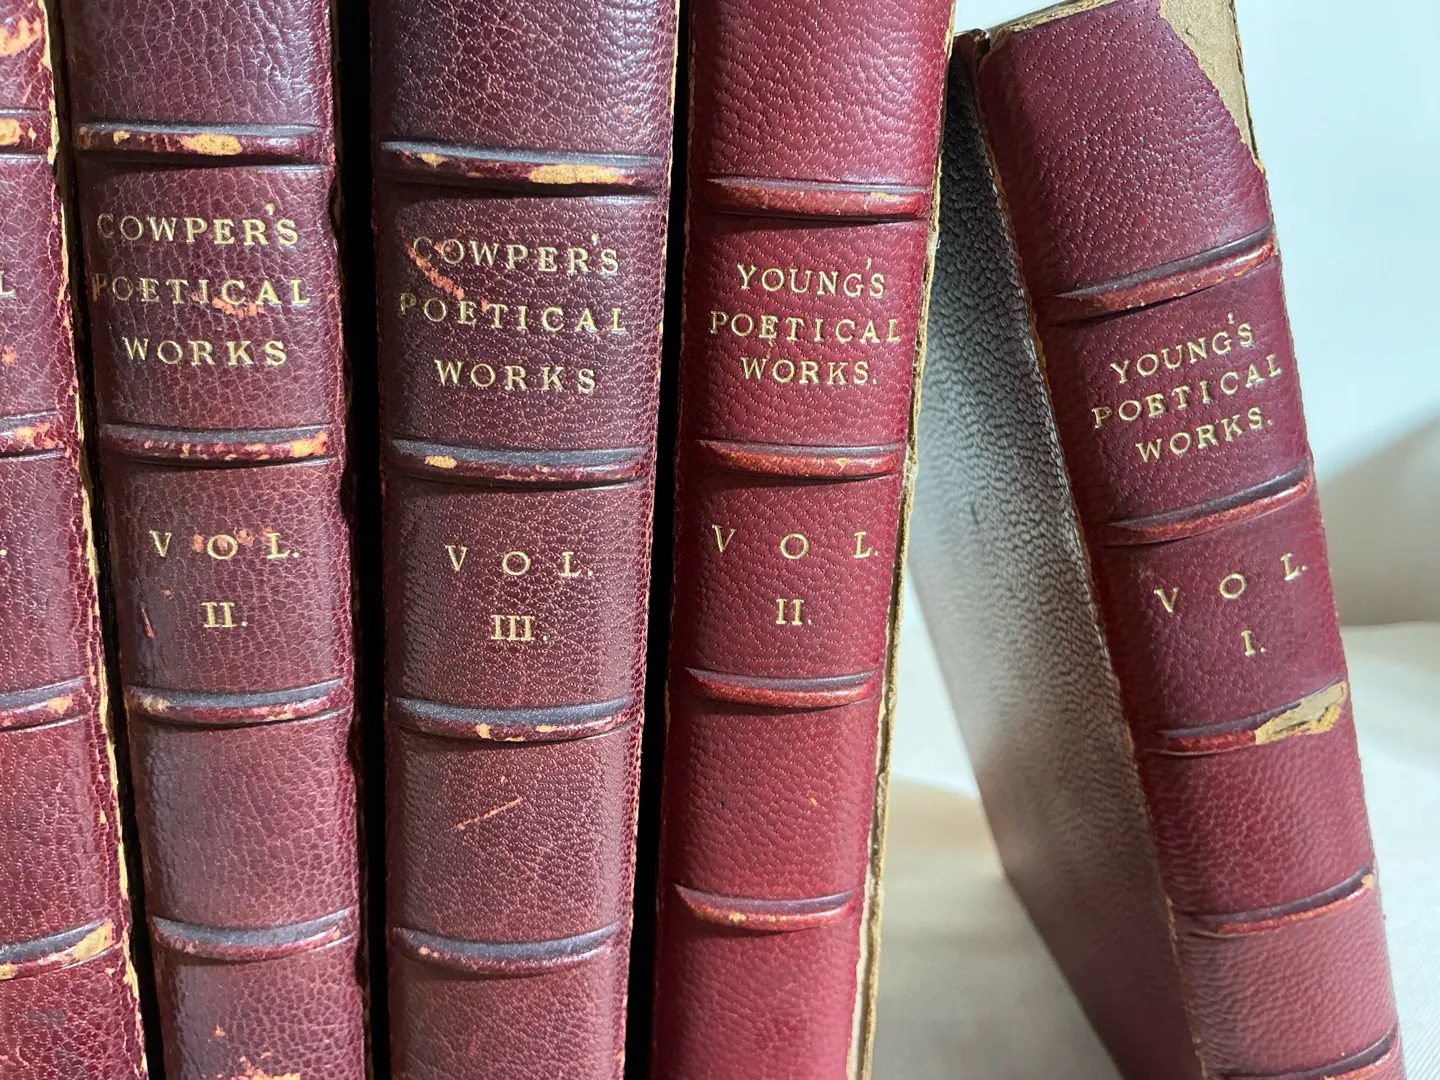 COWPER'S
POETICAL
WORKS
VOL.
II.
COWPER'S
POETICAL
WORKS
VOL.
III.
YOUNG'S
POETICAL
WORKS.
VOL.
II.
YOUNG'S
POETICAL
WORKS.
VOL.
I.